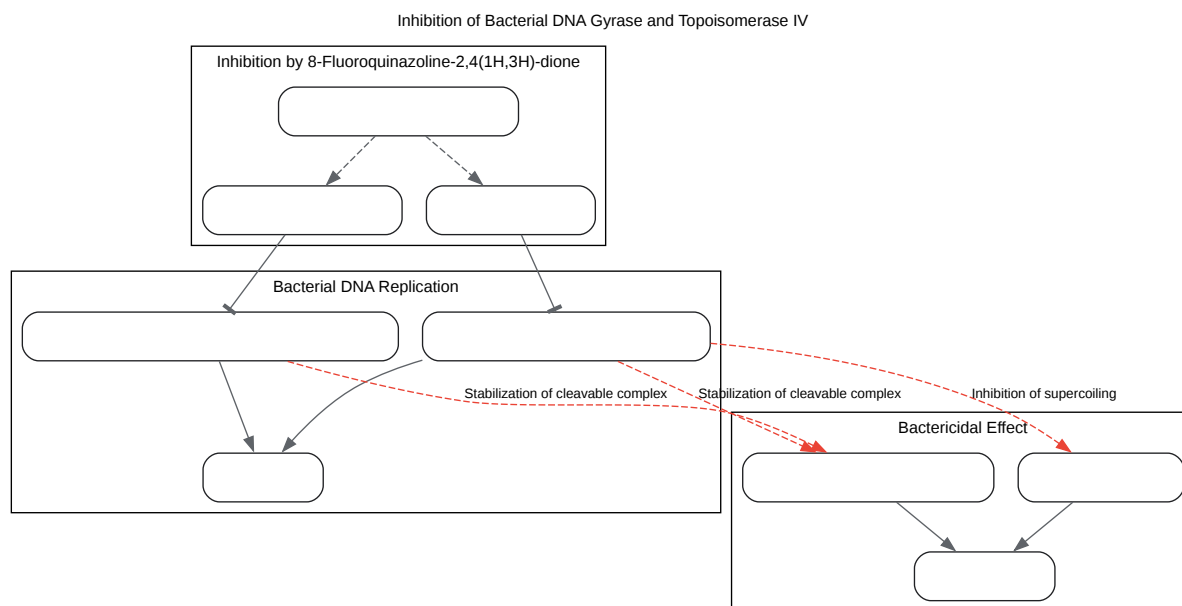 Inhibition of Bacterial DNA Gyrase and Topoisomerase IV
Inhibition by 8-Fluoroquinazoline-2,4(1H,3H)-dione
Bacterial DNA Replication
Stabilization of cleavable complex
Stabilization of cleavable complex
Inhibition of supercoiling
Bactericidal Effect